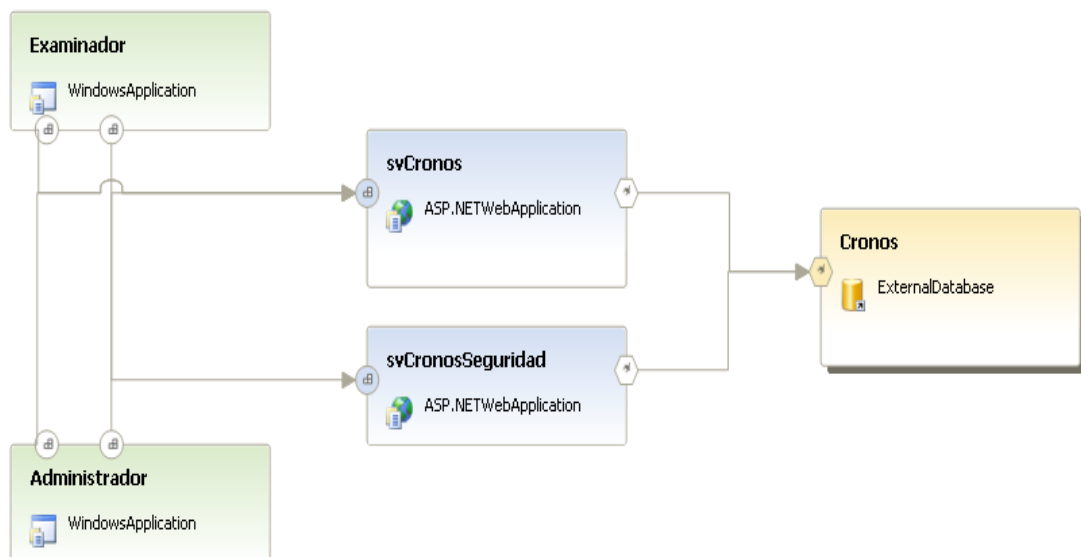 Examinador
WindowsApplication
svCronos
ASP.NETWebApplication
Cronos
ExternalDatabase
svCronosSeguridad
ASP.NETWebApplication
Administrador
WindowsApplication